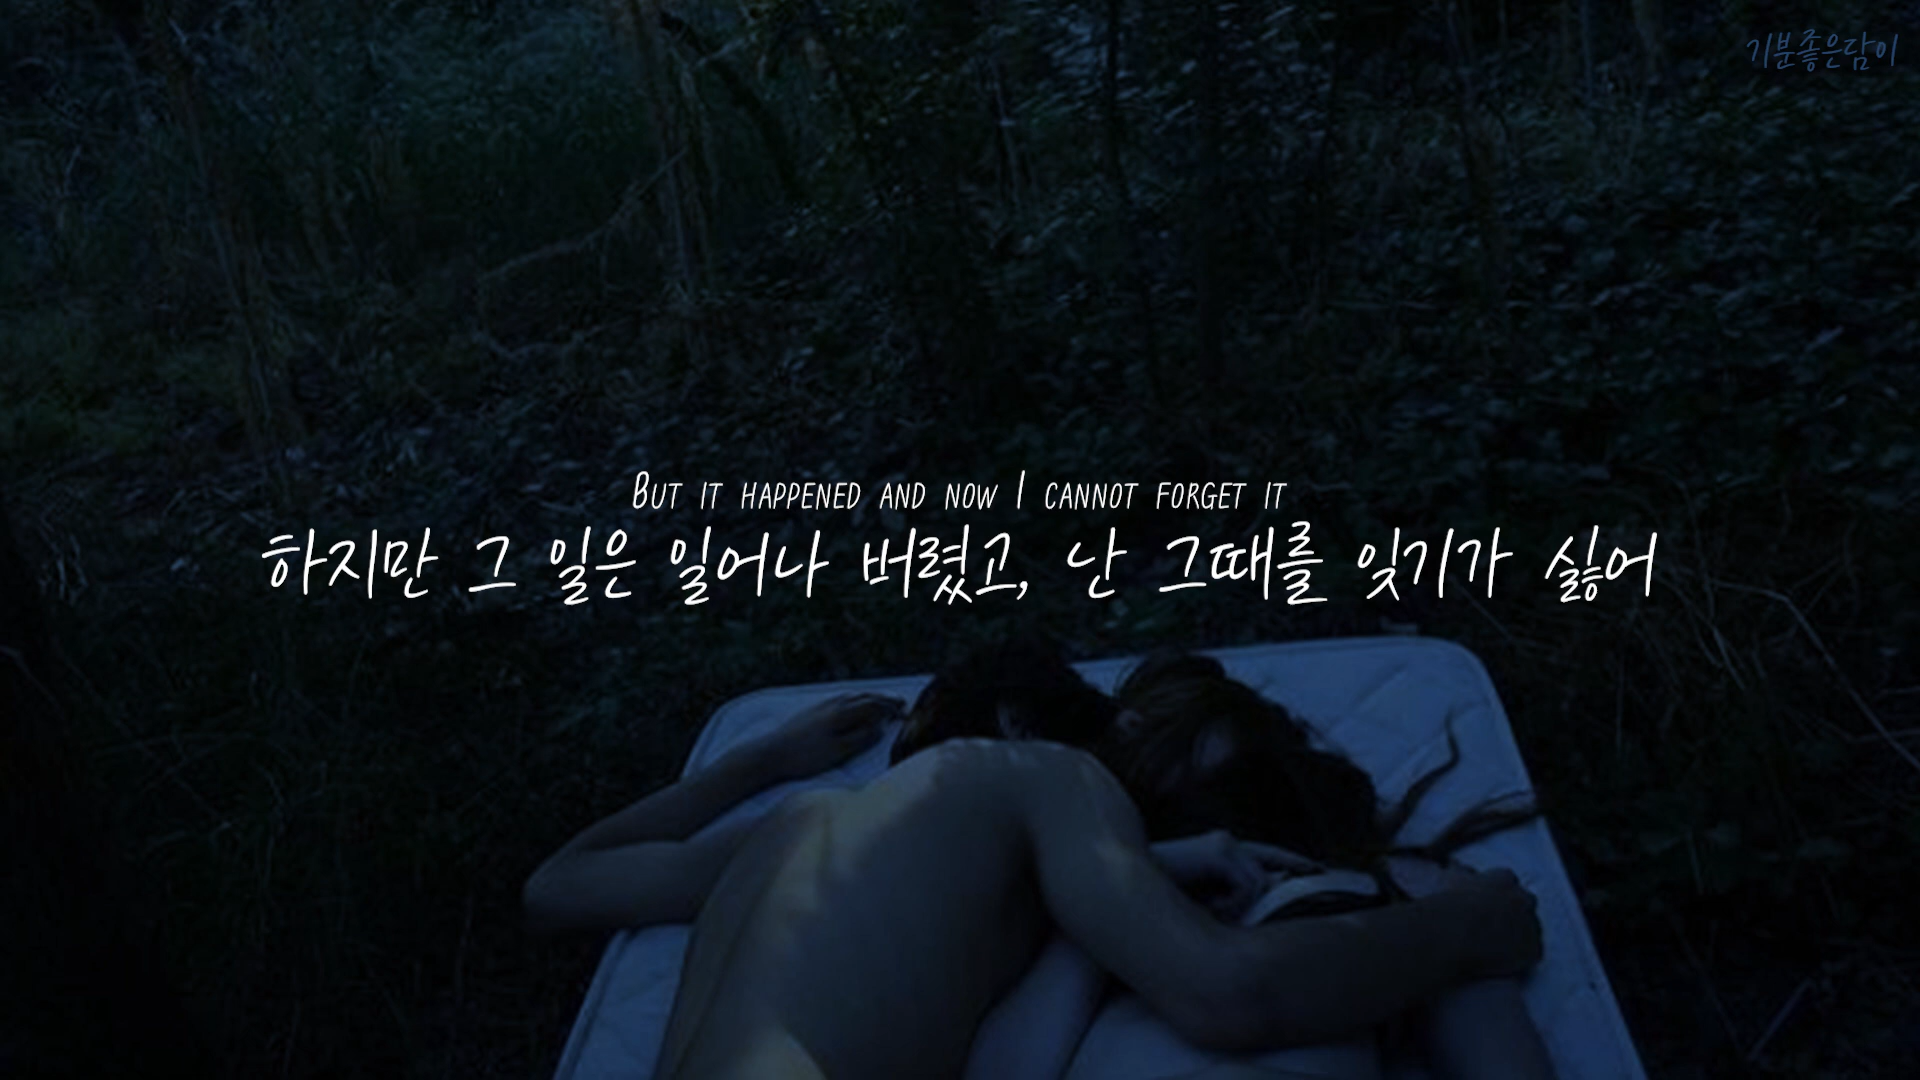 기분좋은담이
But it happened and now I cannot forget it
하지만 그 일은 일어나 버렸고, 난 그때를 잊기가 싫어